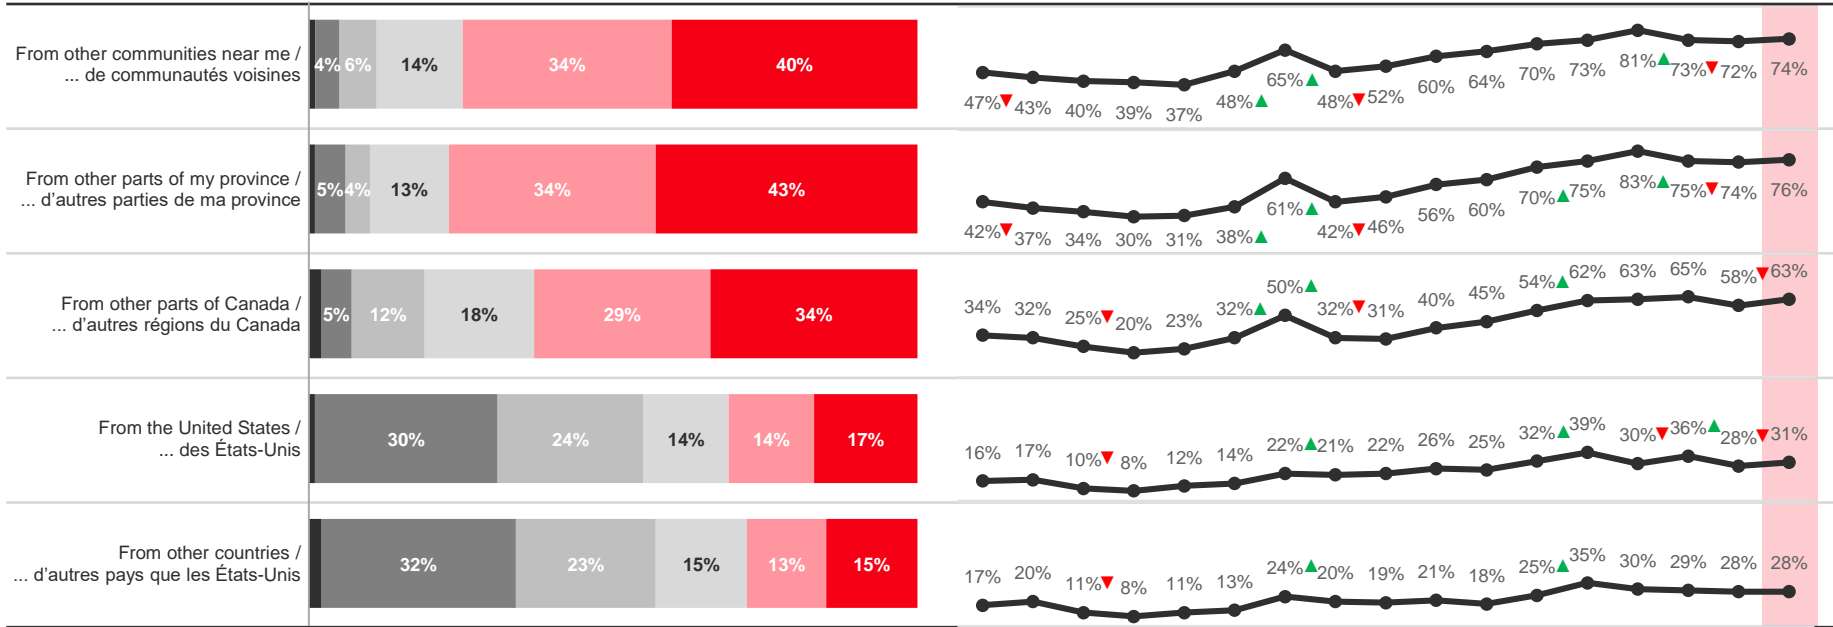 From other communities near me /
... de communautés voisines
4% 6% 14% 34% 40%
47% 43% 40% 39% 37% 48% 65% 48% 52% 60% 64% 70% 73% 81% 73% 72% 74%
From other parts of my province /
... d'autres parties de ma province
5% 4% 13% 34% 43%
42% 37% 34% 30% 31% 38% 61% 42% 46% 56% 60% 70% 75% 83% 75% 74% 76%
From other parts of Canada /
... d'autres régions du Canada
5% 12% 18% 29% 34%
34% 32% 25% 20% 23% 32% 50% 32% 31% 40% 45% 54% 62% 63% 65% 58% 63%
From the United States /
... des États-Unis
30% 24% 14% 14% 17%
16% 17% 10% 8% 12% 14% 22% 21% 22% 26% 25% 32% 39% 30% 36% 28% 31%
From other countries /
... d'autres pays que les États-Unis
32% 23% 15% 13% 15%
17% 20% 11% 8% 11% 13% 24% 20% 19% 21% 18% 25% 35% 30% 29% 28% 28%